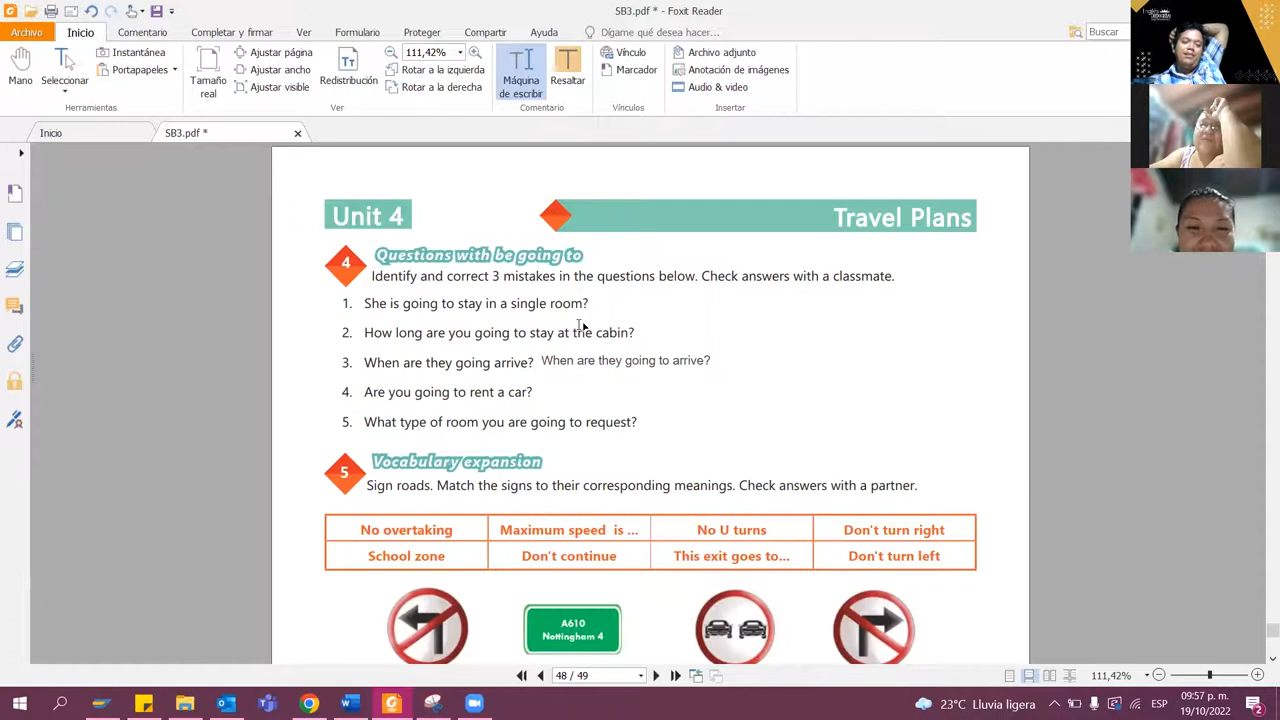 SB3.pdf * - Foxit Reader
Archivo Inicio Comentario Completar y firmar Ver Formulario Proteger Compartir Ayuda Dígame qué desea hacer... Buscar
Mano
Seleccionar
Instantánea
Portapapeles
Herramientas
Tamaño real
Ajustar página
Ajustar ancho
Ajustar visible
Redistribución
111,42%
Rotar a la izquierda
Rotar a la derecha
Ver
Máquina de escribir
Resaltar
Comentario
Vínculo
Marcador
Vínculos
Archivo adjunto
Anotación de imágenes
Audio & video
Insertar
Inicio SB3.pdf *
Unit 4 Travel Plans
4 Questions with be going to
Identify and correct 3 mistakes in the questions below. Check answers with a classmate.
1. She is going to stay in a single room?
2. How long are you going to stay at the cabin?
3. When are they going arrive? When are they going to arrive?
4. Are you going to rent a car?
5. What type of room you are going to request?
5 Vocabulary expansion
Sign roads. Match the signs to their corresponding meanings. Check answers with a partner.
No overtaking Maximum speed is ... No U turns Don't turn right
School zone Don't continue This exit goes to... Don't turn left
A610
Nottingham 4
48 / 49 111,42%
23°C Lluvia ligera ESP 09:57 p. m.
19/10/2022 2